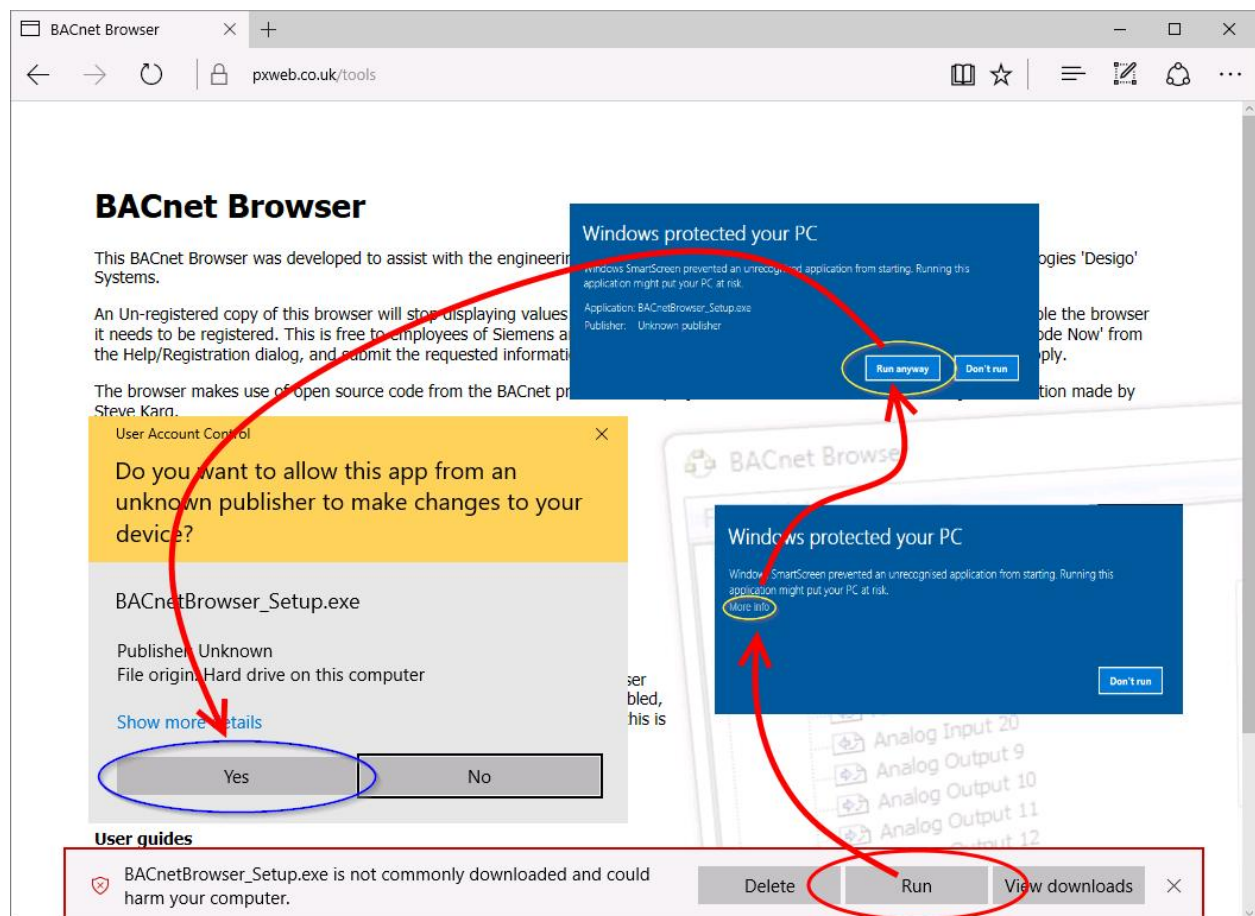 BACnet Browser
pxweb.co.uk/tools
BACnet Browser
This BACnet Browser was developed to assist with the engineerin
ogies 'Desigo'
Systems.
An Un-registered copy of this browser will stop displaying values
ble the browser
it needs to be registered. This is free to employees of Siemens a
ode Now' from
the Help/Registration dialog, and submit the requested informati
ply.
The browser makes use of open source code from the BACnet pr
tion made by
Steve Karg.
Windows protected your PC
Windows SmartScreen prevented an unrecognised application from starting. Running this
application might put your PC at risk.
Application: BACnetBrowser_Setup.exe
Publisher: Unknown publisher
Run anyway
Don't run
User Account Control
Do you want to allow this app from an
unknown publisher to make changes to your
device?
BACnetBrowser_Setup.exe
Publisher: Unknown
File origin: Hard drive on this computer
Show more details
Yes
No
BACnet Browse
Windows protected your PC
Windows SmartScreen prevented an unrecognised application from starting. Running this
application might put your PC at risk.
More info
Don't run
ser
bled,
this is
Analog Input 20
Analog Output 9
Analog Output 10
Analog Output 11
Analog Output 12
User guides
BACnetBrowser_Setup.exe is not commonly downloaded and could
harm your computer.
Delete
Run
View downloads